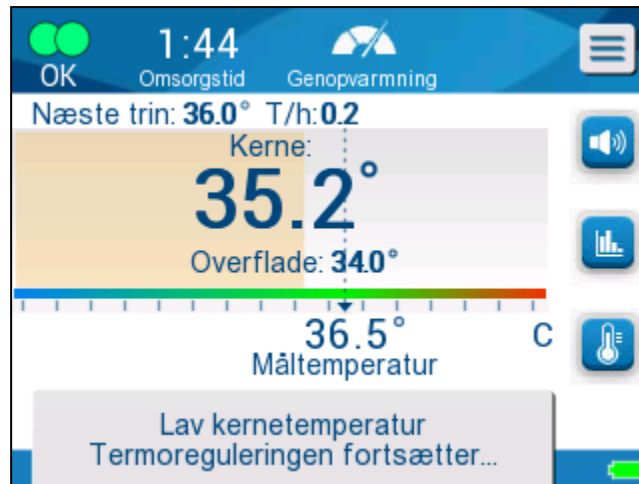 OK
1:44
Omsorgstid
Genopvarmning
Næste trin: 36.0° T/h:0.2
Kerne:
35.2°
Overflade: 34.0°
36.5°
C
Måltemperatur
Lav kernetemperatur
Termoreguleringen fortsætter...